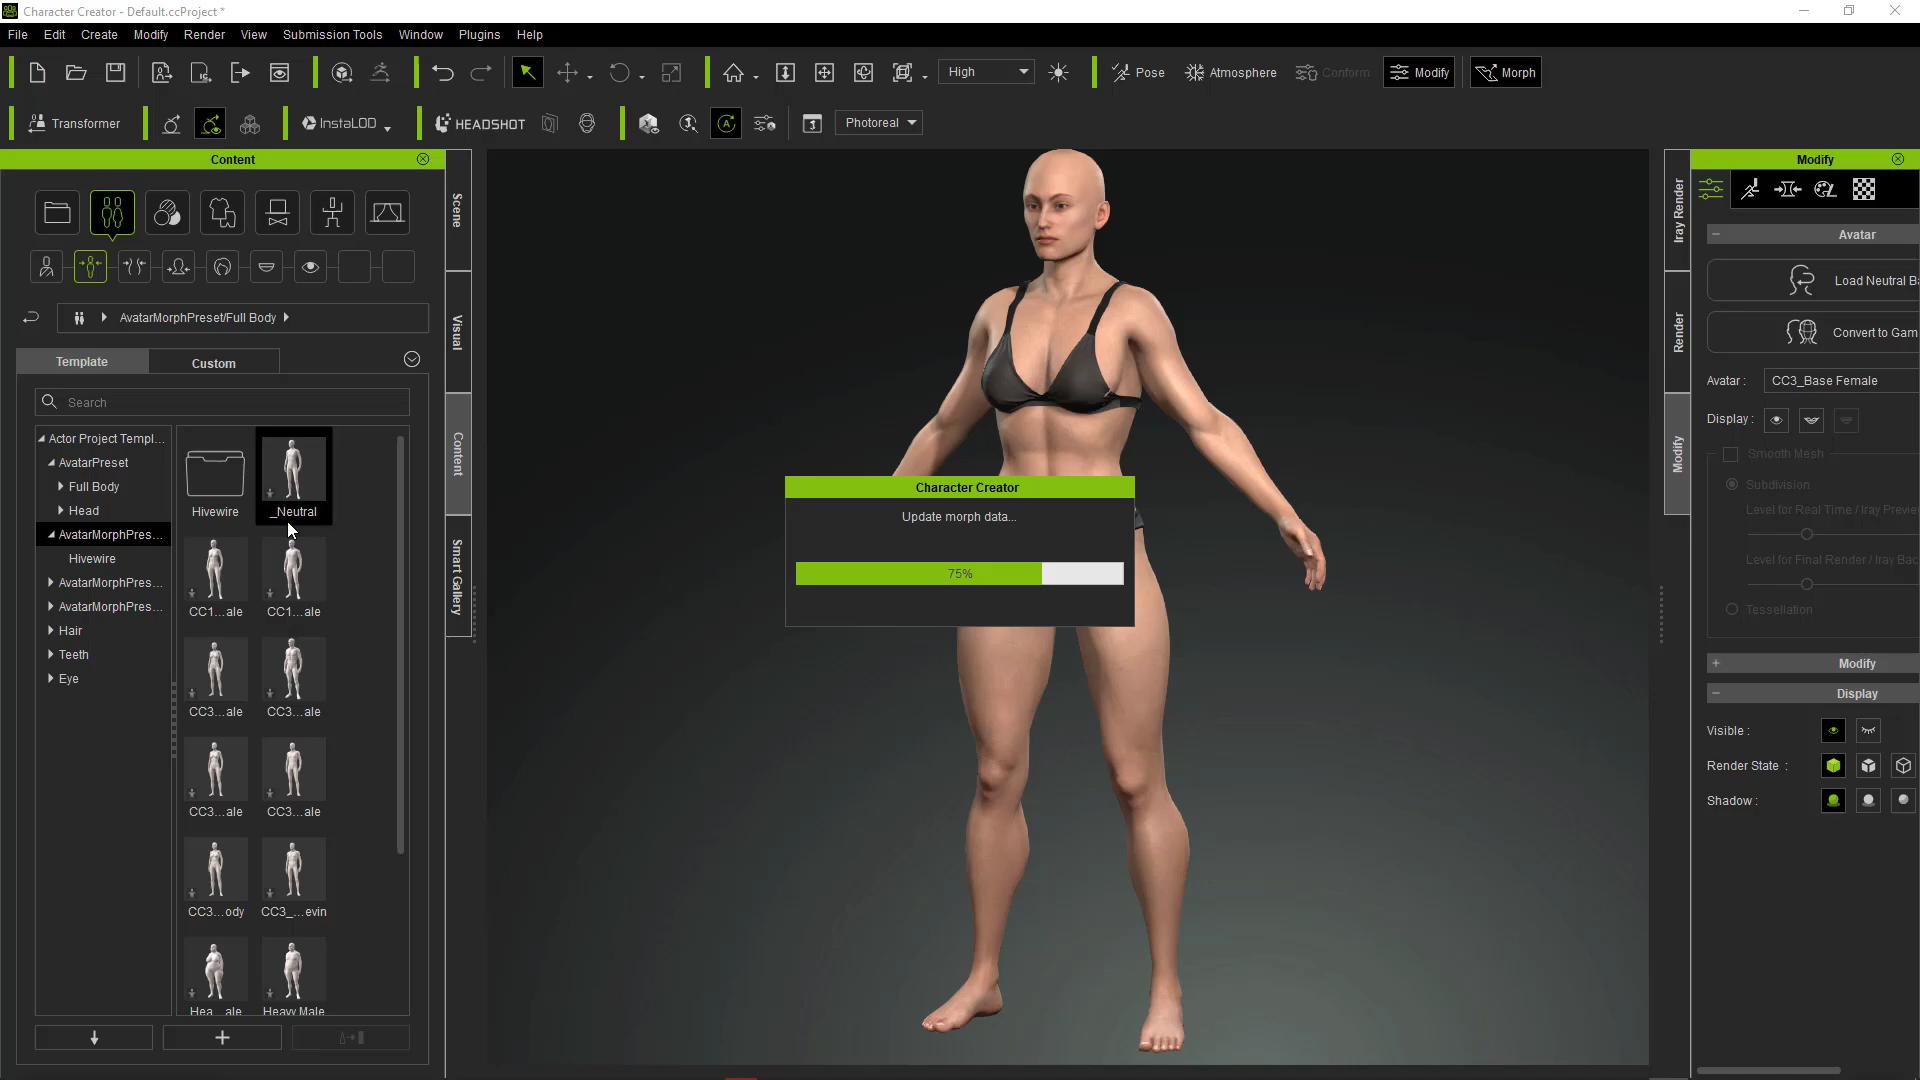 Character Creator - Default.ccProject *
File Edit Create Modify Render View Submission Tools Window Plugins Help
High Pose Atmosphere Conform Modify Morph
Transformer InstaLOD HEADSHOT A Photoreal
Content
Modify
Scene
Visual
Content
Smart Gallery
Iray Render
Render
Modify
AvatarMorphPreset/Full Body
Template Custom
Search
Actor Project Templ...
AvatarPreset
Full Body
Head
AvatarMorphPres...
Hivewire
AvatarMorphPres...
AvatarMorphPres...
Hair
Teeth
Eye
Hivewire _Neutral
CC1...ale CC1...ale
CC3...ale CC3...ale
CC3...ale CC3...ale
CC3...ody CC3_...evin
Hea...ale Heavy Male
Character Creator
Update morph data...
75%
Avatar
Load Neutral Ba
Convert to Gam
Avatar : CC3_Base Female
Display :
Smooth Mesh
Subdivision
Level for Real Time / Iray Preview
Level for Final Render / Iray Bac
Tessellation
Modify
Display
Visible :
Render State :
Shadow :